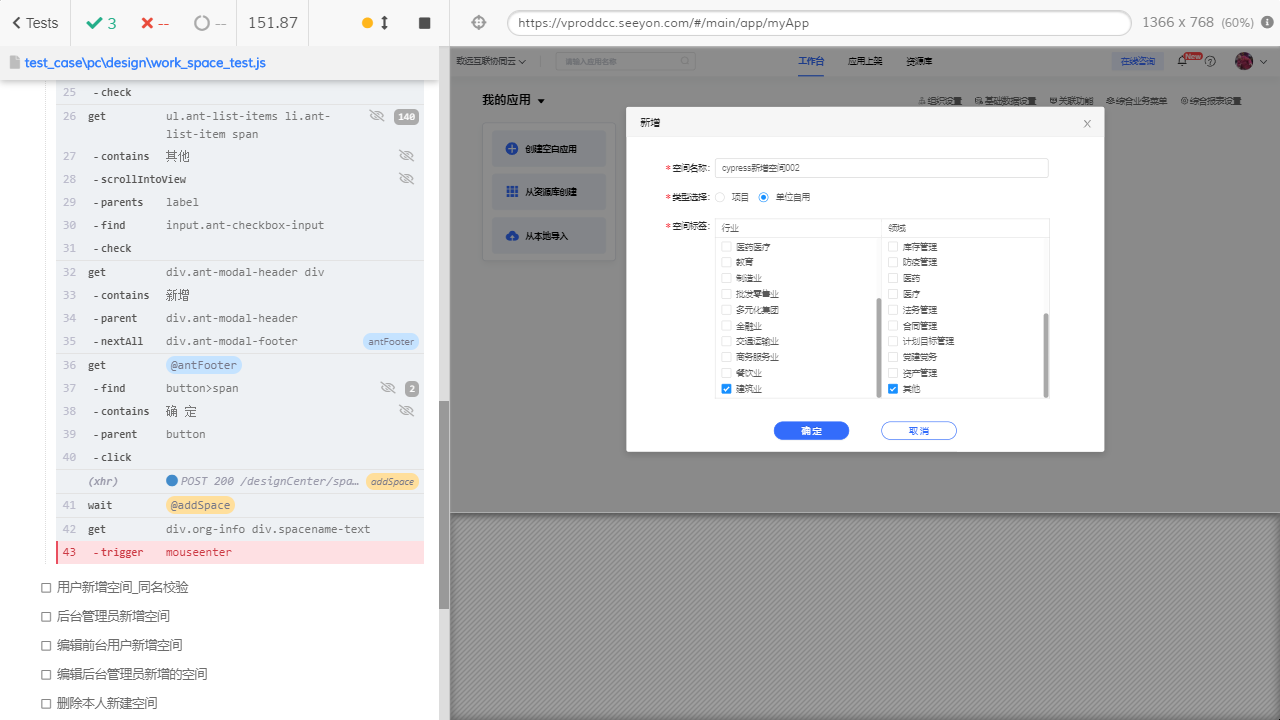 Tests
3
--
--
151.87
https://vproddcc.seeyon.com/#/main/app/myApp
1366 x 768 (60%)
test_case\pc\design\work_space_test.js
25 - check
26 get ul.ant-list-items li.ant-list-item span 140
27 - contains 其他
28 - scrollIntoView
29 - parents label
30 - find input.ant-checkbox-input
31 - check
32 get div.ant-modal-header div
33 - contains 新增
34 - parent div.ant-modal-header
35 - nextAll div.ant-modal-footer antFooter
36 get @antFooter
37 - find button>span 2
38 - contains 确 定
39 - parent button
40 - click
(xhr) POST 200 /designCenter/spa… addSpace
41 wait @addSpace
42 get div.org-info div.spacename-text
43 - trigger mouseenter
用户新增空间_同名校验
后台管理员新增空间
编辑前台用户新增空间
编辑后台管理员新增的空间
删除本人新建空间
致远互联协同云
请输入应用名称
工作台
应用上架
资源库
在线咨询
New
我的应用
组织设置
基础数据设置
关联功能
综合业务菜单
综合报表设置
创建空白应用
从资源库创建
从本地导入
新增
*空间名称: cypress新增空间002
*类型选择: 项目 单位自用
*空间标签: 行业 领域
医药医疗 库存管理
教育 防疫管理
制造业 医药
批发零售业 医疗
多元化集团 法务管理
金融业 合同管理
交通运输业 计划目标管理
商务服务业 党建党务
餐饮业 资产管理
建筑业 其他
确 定 取 消